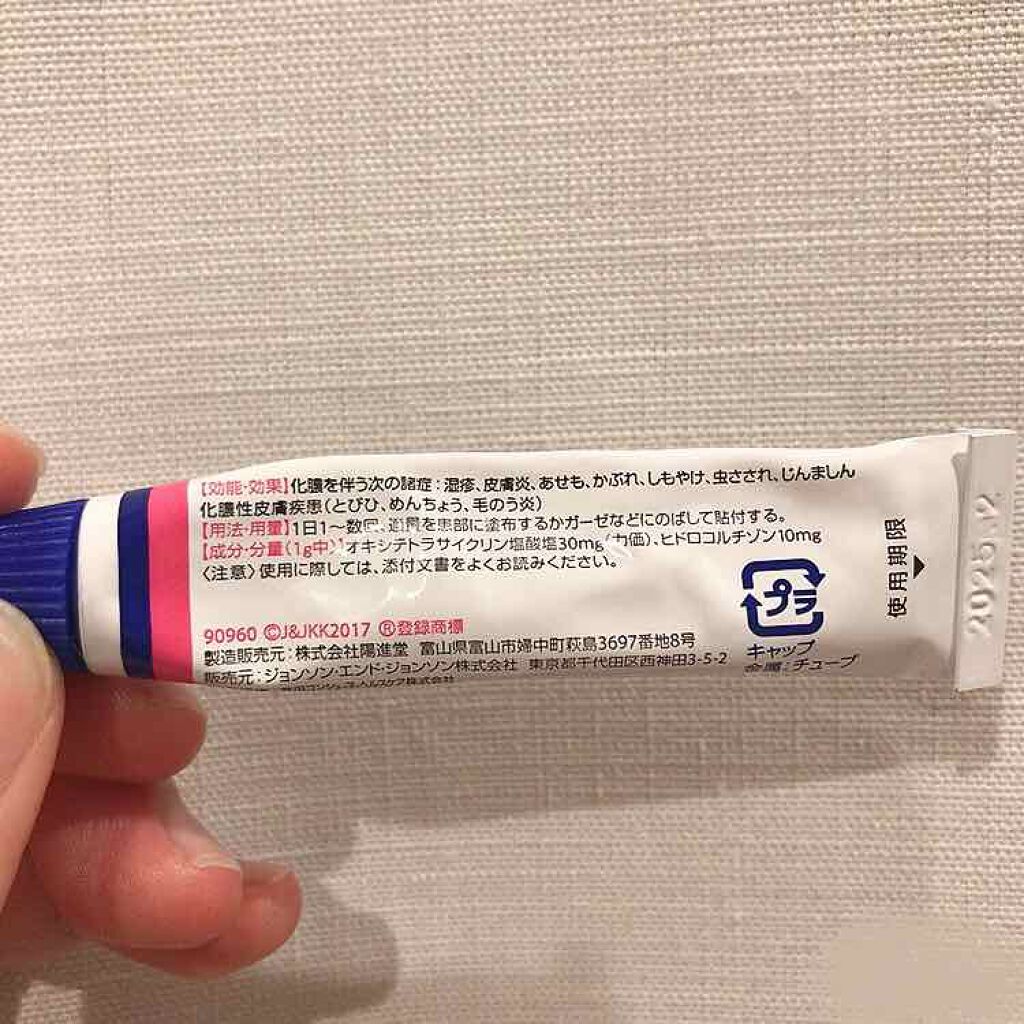 【効能・効果】化膿を伴う次の諸症：湿疹、皮膚炎、あせも、かぶれ、しもやけ、虫さされ、じんましん
化膿性皮膚疾患(とびひ、めんちょう、毛のう炎)
【用法・用量】1日1〜数回、適量を患部に塗布するかガーゼなどにのばして貼付する。
【成分・分量(1g中)】オキシテトラサイクリン塩酸塩30mg(力価)、ヒドロコルチゾン10mg
〈注意〉使用に際しては、添付文書をよくお読みください。
90960 ©J&JKK2017 ®登録商標
製造販売元：株式会社陽進堂 富山県富山市婦中町萩島3697番地8号
販売元：ジョンソン・エンド・ジョンソン株式会社 東京都千代田区西神田3-5-2
プラ
キャップ
金属：チューブ
使用期限